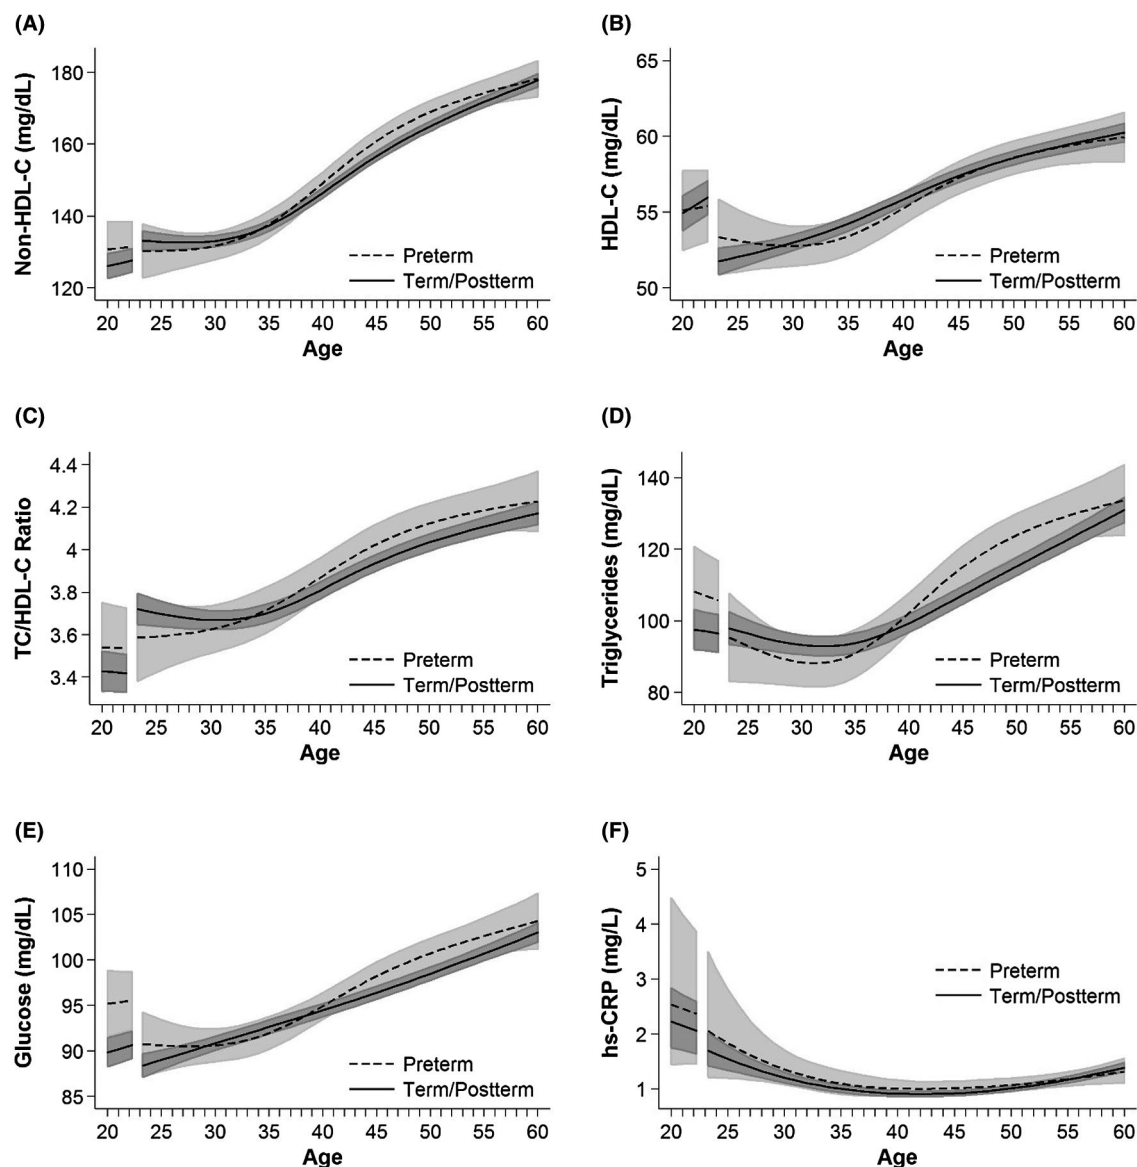 (A)
Non-HDL-C (mg/dL)
180
160
140
120
Preterm
Term/Postterm
20 25 30 35 40 45 50 55 60
Age
(B)
HDL-C (mg/dL)
65
60
55
50
Preterm
Term/Postterm
20 25 30 35 40 45 50 55 60
Age
(C)
TC/HDL-C Ratio
4.4
4.2
4
3.8
3.6
3.4
Preterm
Term/Postterm
20 25 30 35 40 45 50 55 60
Age
(D)
Triglycerides (mg/dL)
140
120
100
80
Preterm
Term/Postterm
20 25 30 35 40 45 50 55 60
Age
(E)
Glucose (mg/dL)
110
105
100
95
90
85
Preterm
Term/Postterm
20 25 30 35 40 45 50 55 60
Age
(F)
hs-CRP (mg/L)
5
4
3
2
1
Preterm
Term/Postterm
20 25 30 35 40 45 50 55 60
Age